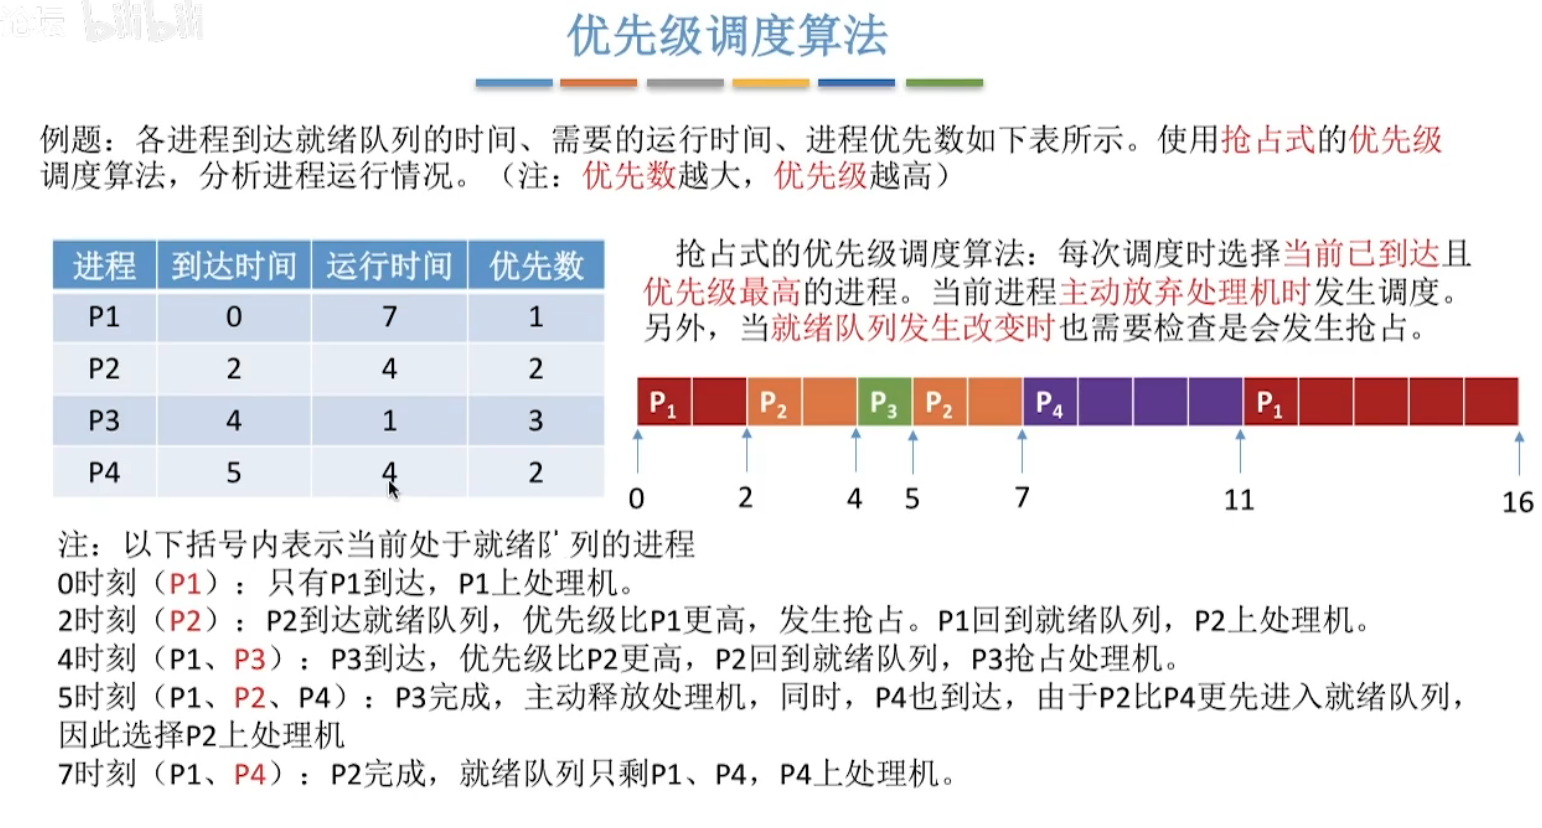 论坛 bilibili
优先级调度算法
例题：各进程到达就绪队列的时间、需要的运行时间、进程优先数如下表所示。使用抢占式的优先级
调度算法，分析进程运行情况。（注：优先数越大，优先级越高）
进程 到达时间 运行时间 优先数
P1 0 7 1
P2 2 4 2
P3 4 1 3
P4 5 4 2
抢占式的优先级调度算法：每次调度时选择当前已到达且
优先级最高的进程。当前进程主动放弃处理机时发生调度。
另外，当就绪队列发生改变时也需要检查是会发生抢占。
P1 P2 P3 P2 P4 P1
0 2 4 5 7 11 16
注：以下括号内表示当前处于就绪队列的进程
0时刻（P1）：只有P1到达，P1上处理机。
2时刻（P2）：P2到达就绪队列，优先级比P1更高，发生抢占。P1回到就绪队列，P2上处理机。
4时刻（P1、P3）：P3到达，优先级比P2更高，P2回到就绪队列，P3抢占处理机。
5时刻（P1、P2、P4）：P3完成，主动释放处理机，同时，P4也到达，由于P2比P4更先进入就绪队列，
因此选择P2上处理机
7时刻（P1、P4）：P2完成，就绪队列只剩P1、P4，P4上处理机。